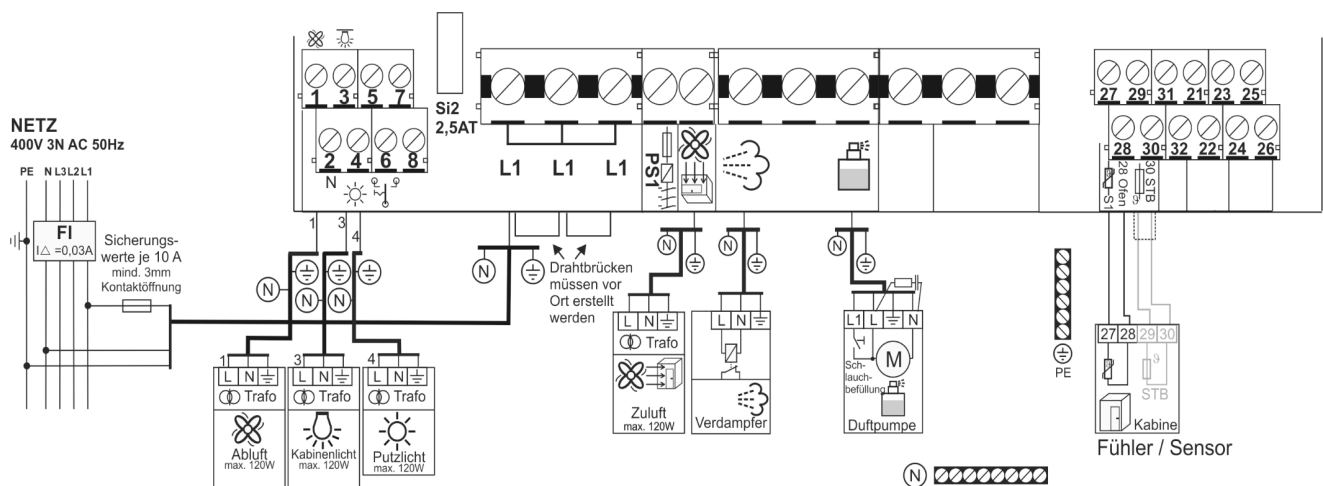 NETZ
400V 3N AC 50Hz
PE N L3 L2 L1
FI
I△ =0,03A
Sicherungs-
werte je 10 A
mind. 3mm
Kontaktöffnung
1 3 5 7
2 4 6 8
N
Si2
2,5AT
L1 L1 L1
PS1
27 29 31 21 23 25
28 30 32 22 24 26
S1
28 Ofen
30 STB
ϑ
1 3 4
N
N
N
Drahtbrücken
müssen vor
Ort erstellt
werden
N
N
N
1
L N
Trafo
Abluft
max. 120W
3
L N
Trafo
Kabinenlicht
max. 120W
4
L N
Trafo
Putzlicht
max. 120W
L N
Trafo
Zuluft
max. 120W
L N
Verdampfer
L1 L N
M
Sch-
lauch-
befüllung
Duftpumpe
PE
27 28 29 30
ϑ
STB
Kabine
Fühler / Sensor
N